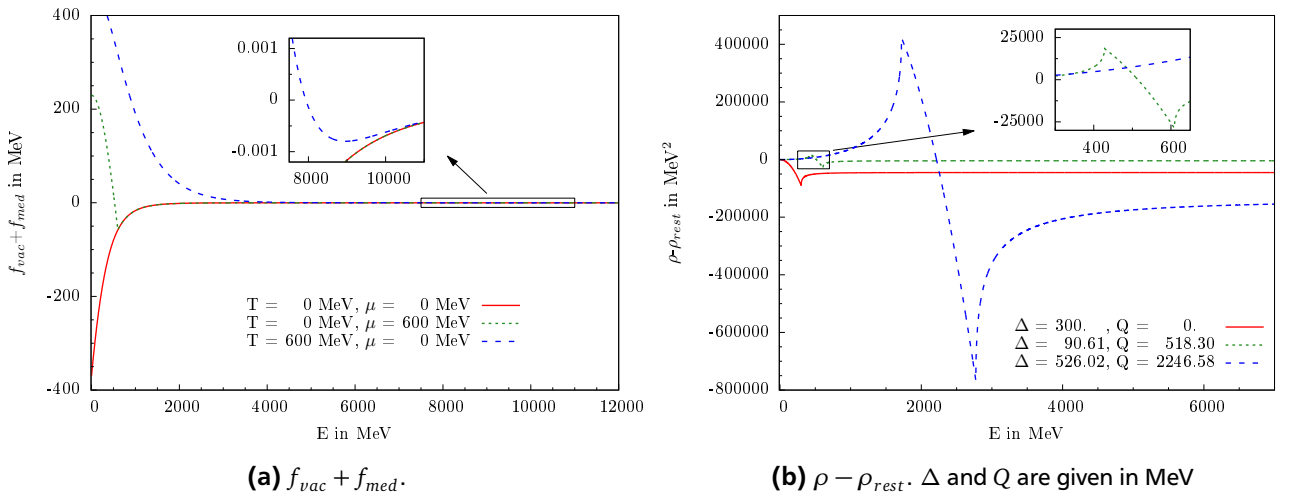 400
200
0
-200
-400
f_vac+f_med in MeV
0.001
0
-0.001
8000
10000
T = 0 MeV, μ = 0 MeV
T = 0 MeV, μ = 600 MeV
T = 600 MeV, μ = 0 MeV
0
2000
4000
6000
8000
10000
12000
E in MeV
(a) f_vac + f_med.
400000
200000
0
-200000
-400000
-600000
-800000
ρ-ρ_rest in MeV²
25000
0
-25000
400
600
Δ = 300. , Q = 0.
Δ = 90.61, Q = 518.30
Δ = 526.02, Q = 2246.58
0
2000
4000
6000
E in MeV
(b) ρ − ρ_rest. Δ and Q are given in MeV